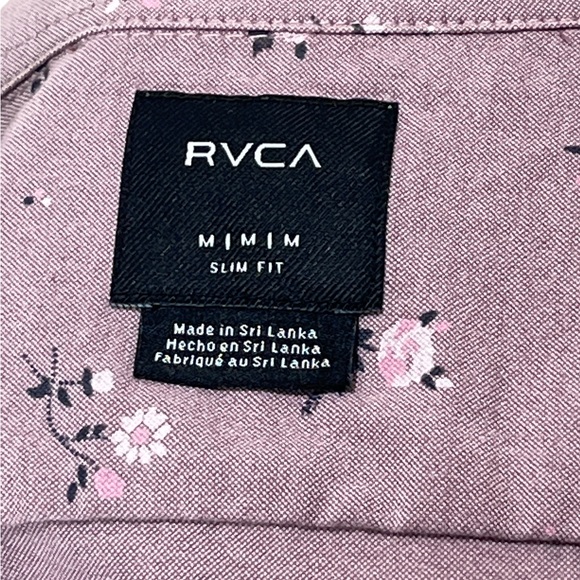 RVCA
M|M|M
SLIM FIT
Made in Sri Lanka
Hecho en Sri Lanka
Fabriqué au Sri Lanka